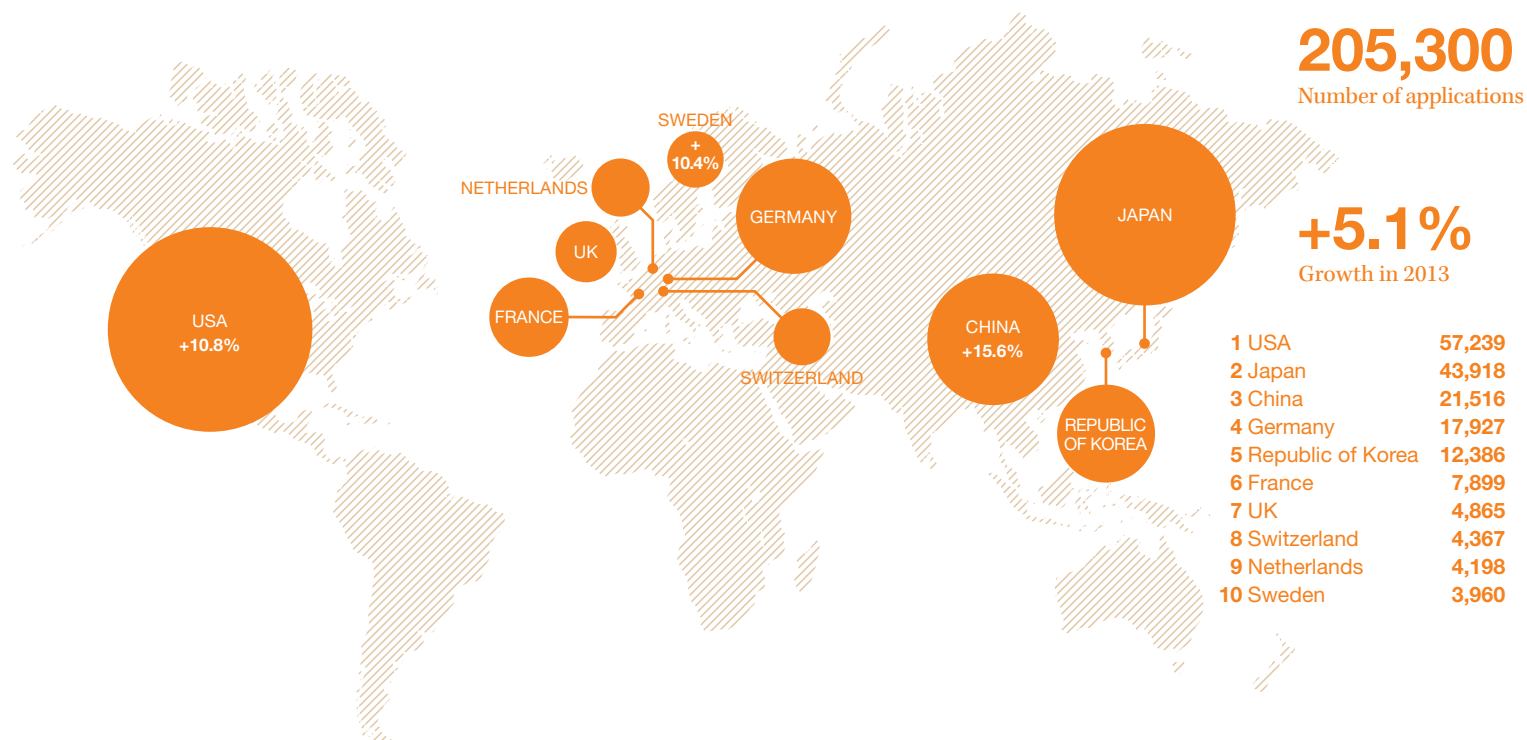 205,300
Number of applications
SWEDEN
+
10.4%
NETHERLANDS
GERMANY
JAPAN
UK
+5.1%
Growth in 2013
FRANCE
USA
+10.8%
CHINA
+15.6%
SWITZERLAND
REPUBLIC
OF KOREA
1 USA 57,239
2 Japan 43,918
3 China 21,516
4 Germany 17,927
5 Republic of Korea 12,386
6 France 7,899
7 UK 4,865
8 Switzerland 4,367
9 Netherlands 4,198
10 Sweden 3,960